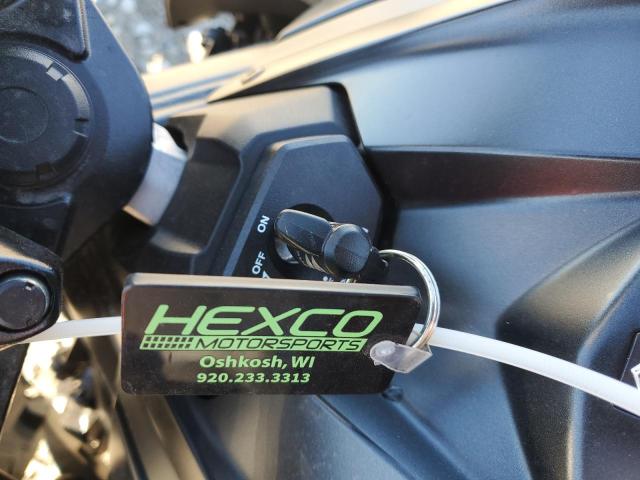 ON
OFF
HEXCO
MOTORSPORTS
Oshkosh, WI
920.233.3313